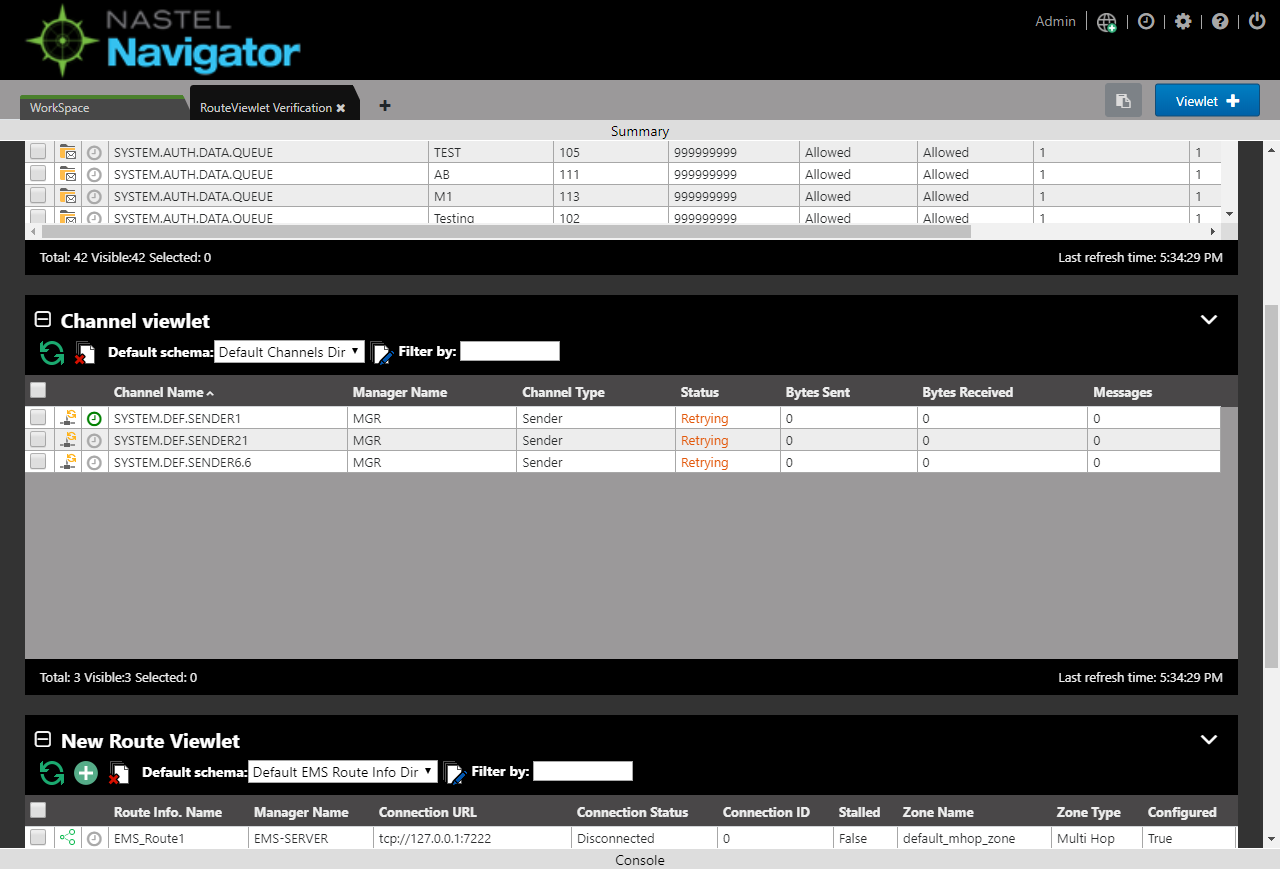 NASTEL
Navigator
Admin
WorkSpace
RouteViewlet Verification
Viewlet
Summary
SYSTEM.AUTH.DATA.QUEUE TEST 105 999999999 Allowed Allowed 1 1
SYSTEM.AUTH.DATA.QUEUE AB 111 999999999 Allowed Allowed 1 1
SYSTEM.AUTH.DATA.QUEUE M1 113 999999999 Allowed Allowed 1 1
SYSTEM.AUTH.DATA.QUEUE Testing 102 999999999 Allowed Allowed 1 1
Total: 42 Visible:42 Selected: 0 Last refresh time: 5:34:29 PM
Channel viewlet
Default schema: Default Channels Dir Filter by:
Channel Name Manager Name Channel Type Status Bytes Sent Bytes Received Messages
SYSTEM.DEF.SENDER1 MGR Sender Retrying 0 0 0
SYSTEM.DEF.SENDER21 MGR Sender Retrying 0 0 0
SYSTEM.DEF.SENDER6.6 MGR Sender Retrying 0 0 0
Total: 3 Visible:3 Selected: 0 Last refresh time: 5:34:29 PM
New Route Viewlet
Default schema: Default EMS Route Info Dir Filter by:
Route Info. Name Manager Name Connection URL Connection Status Connection ID Stalled Zone Name Zone Type Configured
EMS_Route1 EMS-SERVER tcp://127.0.0.1:7222 Disconnected 0 False default_mhop_zone Multi Hop True
Console